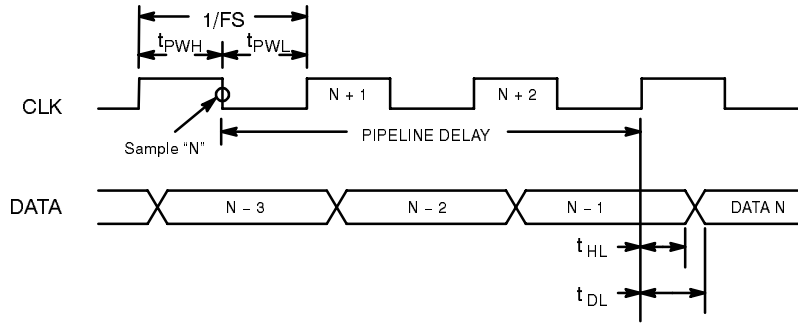 1/FS
tPWH tPWL
CLK
N + 1
N + 2
Sample “N”
PIPELINE DELAY
DATA
N – 3
N – 2
N – 1
DATA N
t HL
t DL